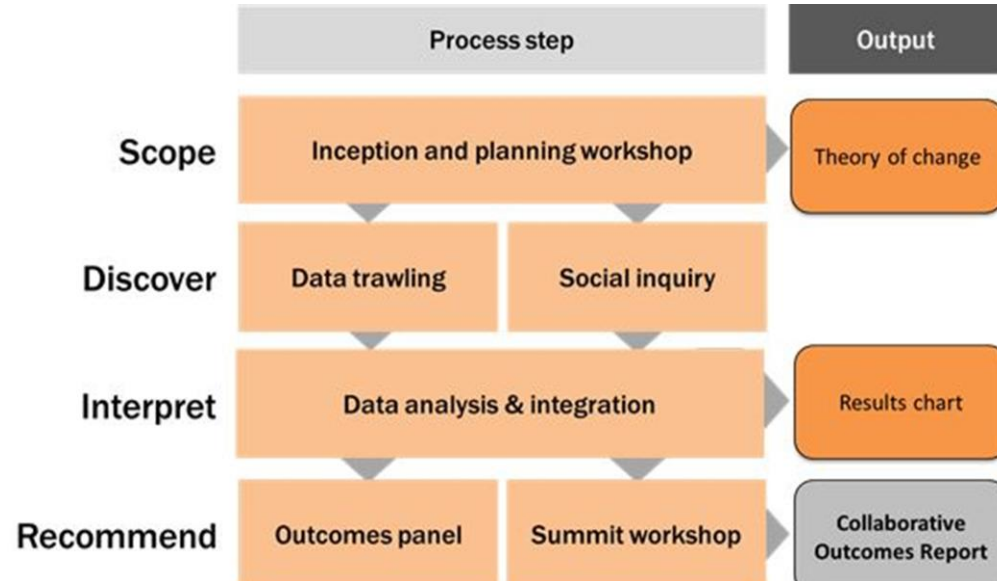 Process step
Output
Scope
Inception and planning workshop
Theory of change
Discover
Data trawling
Social inquiry
Interpret
Data analysis & integration
Results chart
Recommend
Outcomes panel
Summit workshop
Collaborative
Outcomes Report